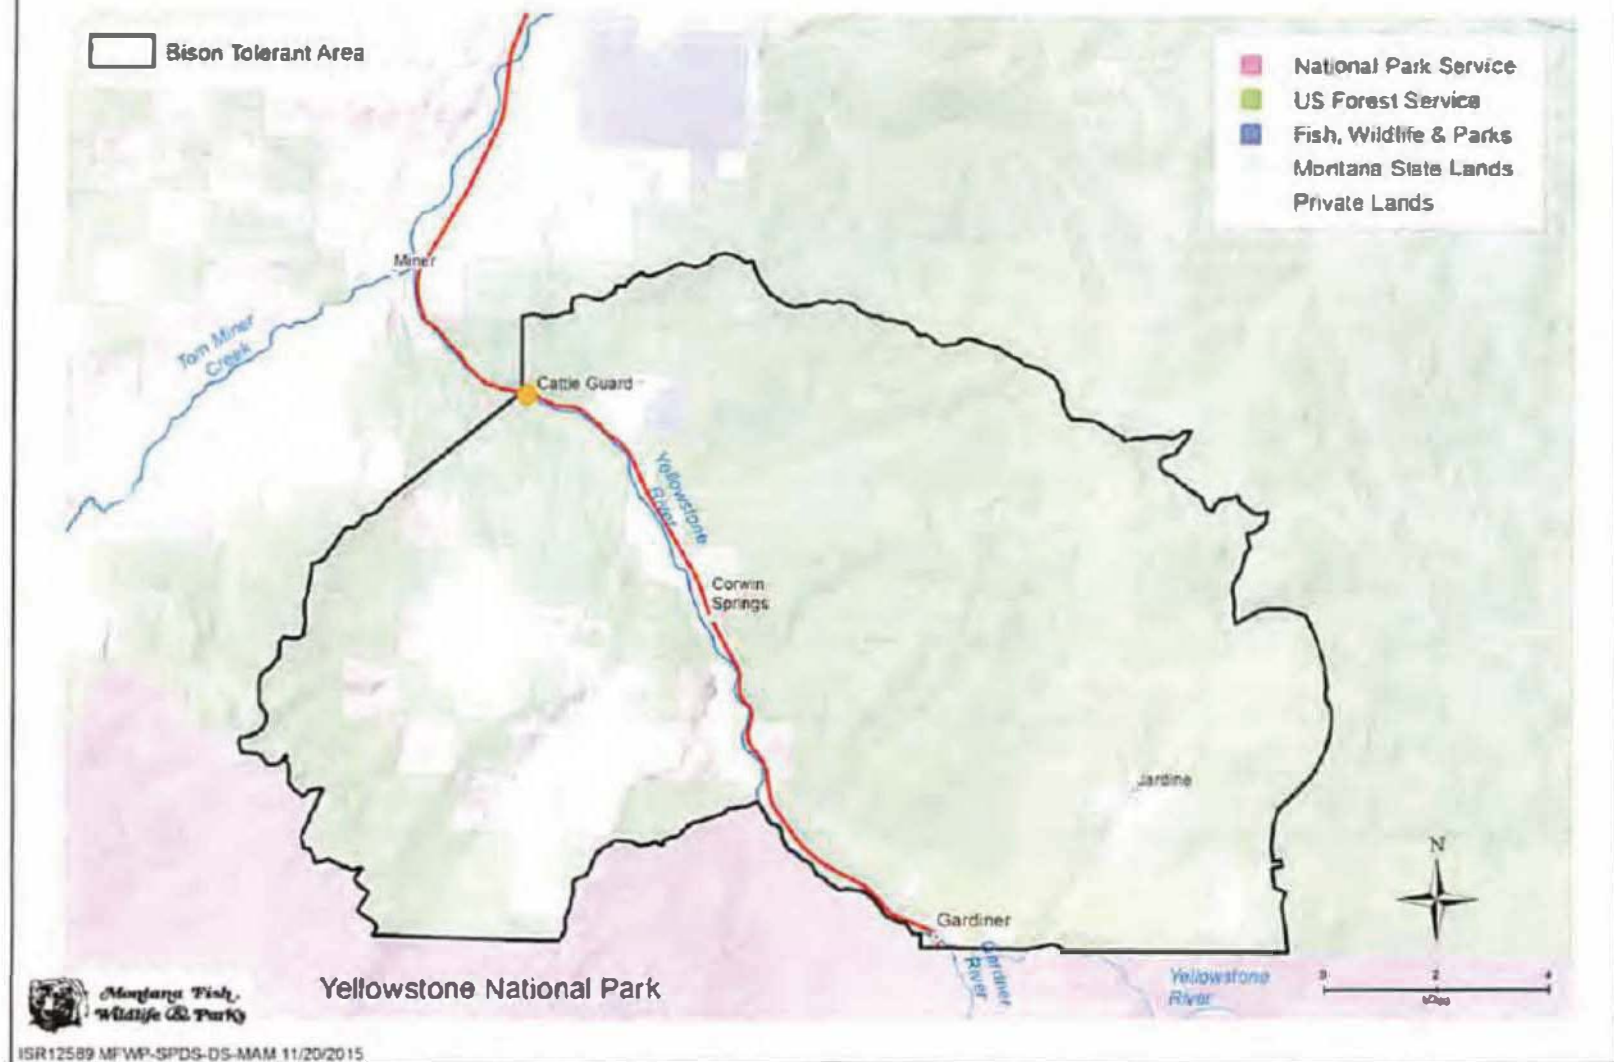 Bison Tolerant Area
National Park Service
US Forest Service
Fish, Wildlife & Parks
Montana State Lands
Private Lands
Miner
Tom Miner
Creek
Cattle Guard
Yellowstone
River
Corwin
Springs
Jardine
N
Gardiner
Gardiner
River
Yellowstone
River
0 2 4
Miles
Yellowstone National Park
Montana Fish,
Wildlife & Parks
ISR12589 MFWP-SPDS-DS-MAM 11/20/2015